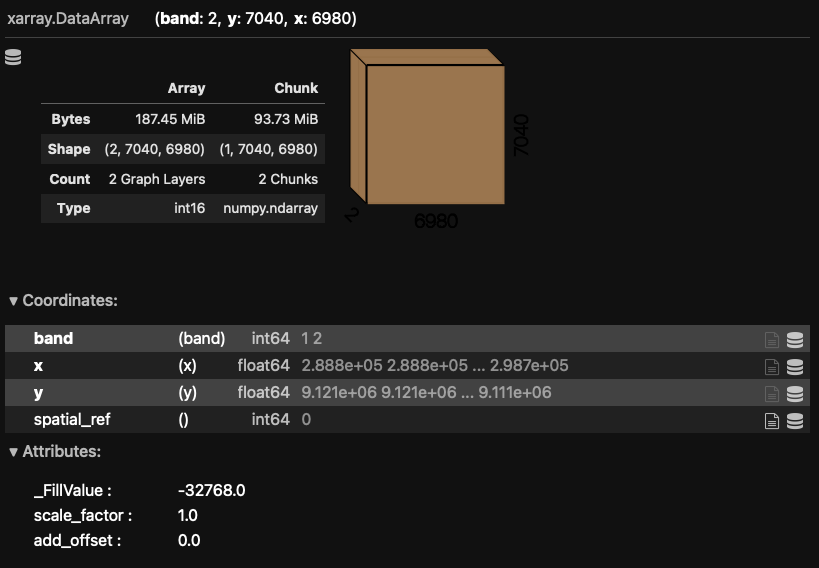 xarray.DataArray (band: 2, y: 7040, x: 6980)
Array Chunk
Bytes 187.45 MiB 93.73 MiB
Shape (2, 7040, 6980) (1, 7040, 6980)
Count 2 Graph Layers 2 Chunks
Type int16 numpy.ndarray
7040
2
6980
▼ Coordinates:
band (band) int64 1 2
x (x) float64 2.888e+05 2.888e+05 ... 2.987e+05
y (y) float64 9.121e+06 9.121e+06 ... 9.111e+06
spatial_ref () int64 0
▼ Attributes:
_FillValue : -32768.0
scale_factor : 1.0
add_offset : 0.0